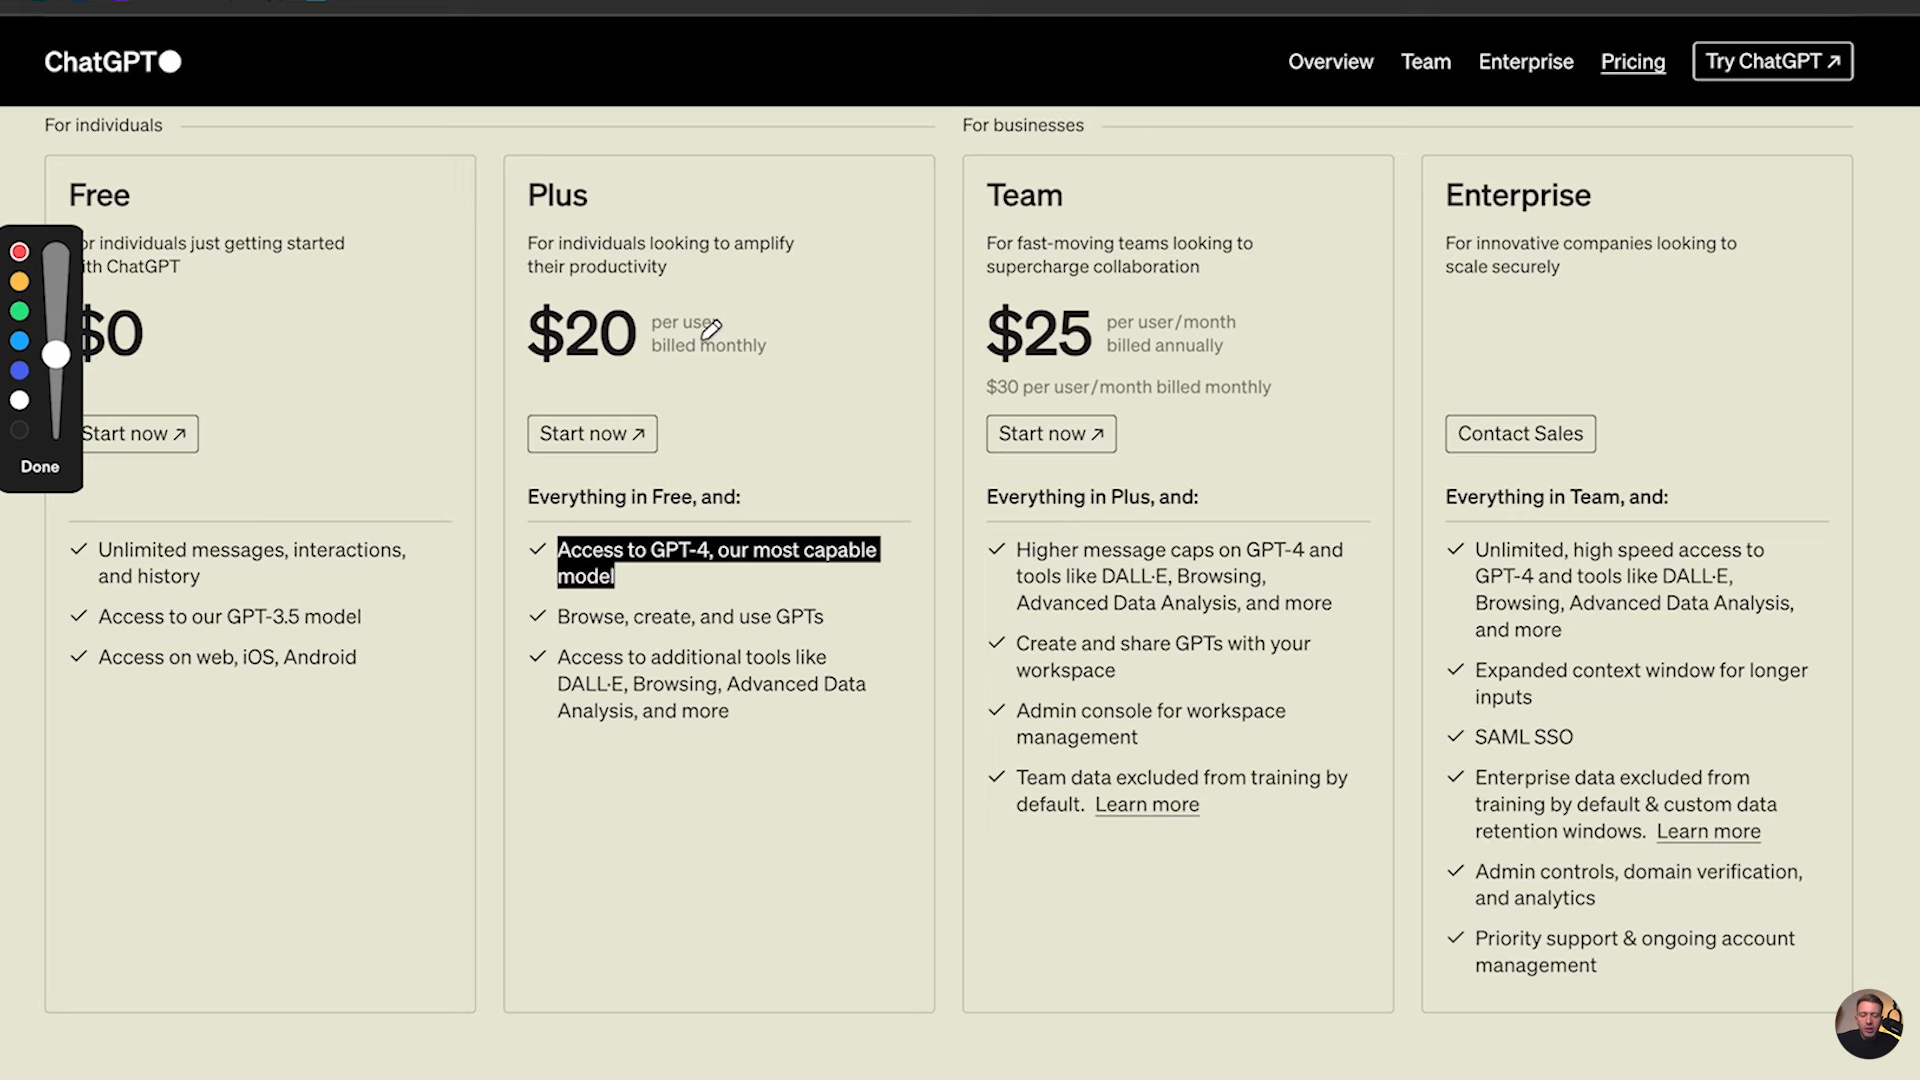 ChatGPT
Overview
Team
Enterprise
Pricing
Try ChatGPT ↗
For individuals
For businesses
Free
or individuals just getting started
ith ChatGPT
$0
Start now ↗
✓ Unlimited messages, interactions,
and history
✓ Access to our GPT-3.5 model
✓ Access on web, iOS, Android
Done
Plus
For individuals looking to amplify
their productivity
$20
per user
billed monthly
Start now ↗
Everything in Free, and:
✓ Access to GPT-4, our most capable
model
✓ Browse, create, and use GPTs
✓ Access to additional tools like
DALL·E, Browsing, Advanced Data
Analysis, and more
Team
For fast-moving teams looking to
supercharge collaboration
$25
per user/month
billed annually
$30 per user/month billed monthly
Start now ↗
Everything in Plus, and:
✓ Higher message caps on GPT-4 and
tools like DALL·E, Browsing,
Advanced Data Analysis, and more
✓ Create and share GPTs with your
workspace
✓ Admin console for workspace
management
✓ Team data excluded from training by
default. Learn more
Enterprise
For innovative companies looking to
scale securely
Contact Sales
Everything in Team, and:
✓ Unlimited, high speed access to
GPT-4 and tools like DALL·E,
Browsing, Advanced Data Analysis,
and more
✓ Expanded context window for longer
inputs
✓ SAML SSO
✓ Enterprise data excluded from
training by default & custom data
retention windows. Learn more
✓ Admin controls, domain verification,
and analytics
✓ Priority support & ongoing account
management